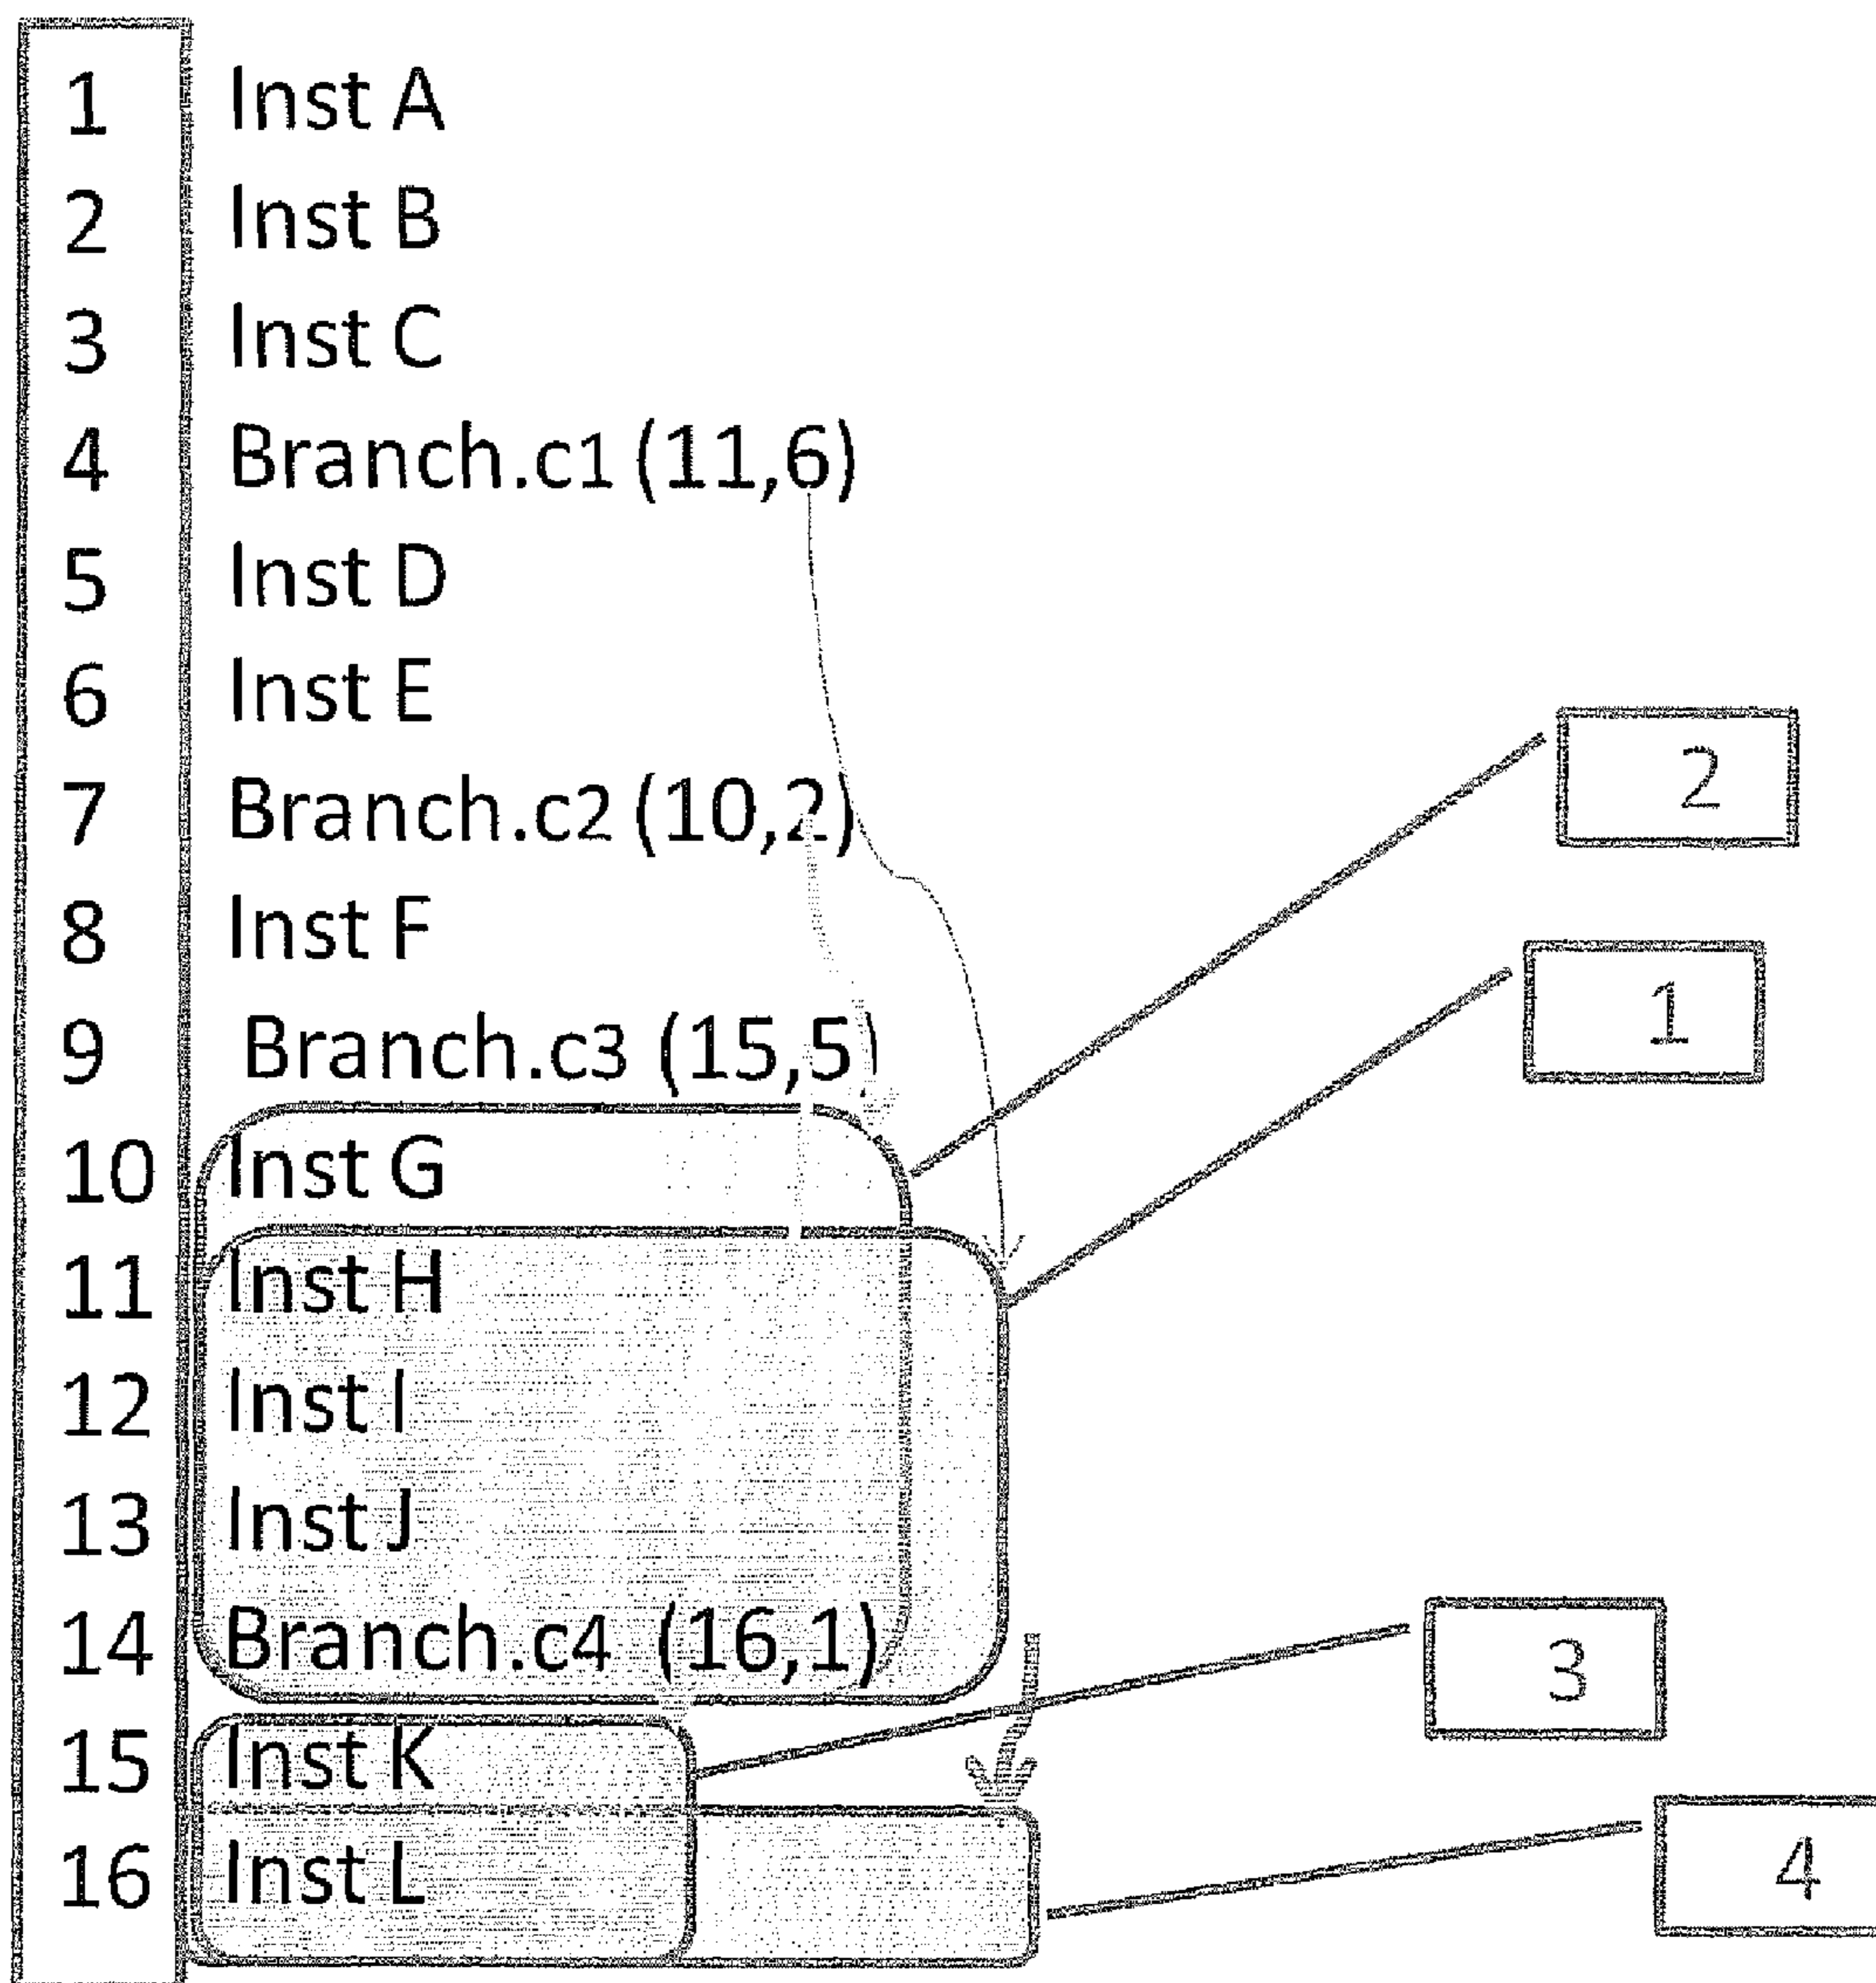 1 Inst A
2 Inst B
3 Inst C
4 Branch.c1 (11,6)
5 Inst D
6 Inst E
7 Branch.c2 (10,2)
8 Inst F
9 Branch.c3 (15,5)
10 Inst G
11 Inst H
12 Inst I
13 Inst J
14 Branch.c4 (16,1)
15 Inst K
16 Inst L
2
1
3
4